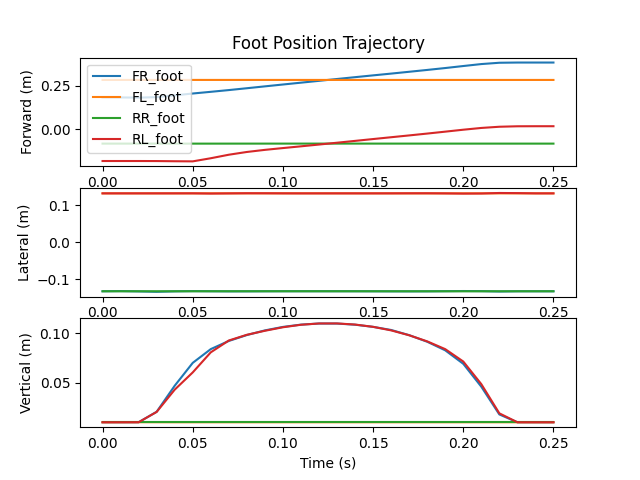 Foot Position Trajectory
Forward (m)
0.25
0.00
FR_foot
FL_foot
RR_foot
RL_foot
0.00 0.05 0.10 0.15 0.20 0.25
Lateral (m)
0.1
0.0
−0.1
0.00 0.05 0.10 0.15 0.20 0.25
Vertical (m)
0.10
0.05
0.00 0.05 0.10 0.15 0.20 0.25
Time (s)